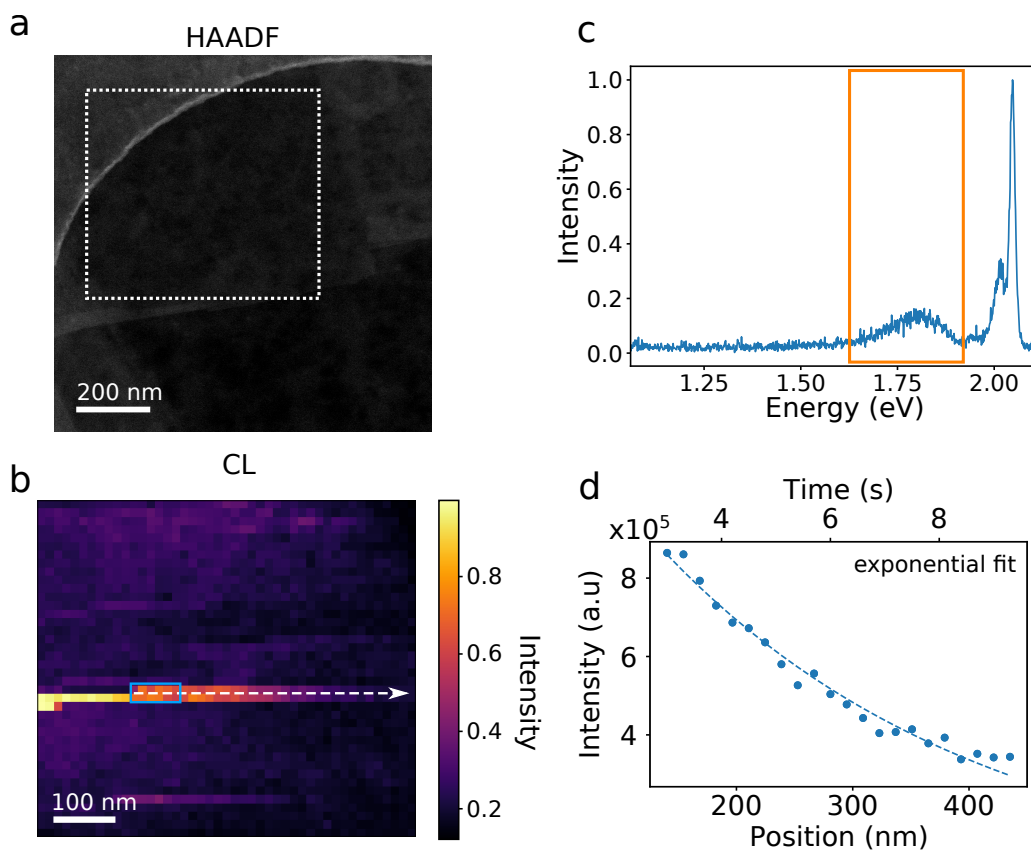 a
HAADF
200 nm
c
1.0
0.8
0.6
0.4
0.2
0.0
Intensity
1.25
1.50
1.75
2.00
Energy (eV)
b
CL
100 nm
0.8
0.6
0.4
0.2
Intensity
d
Time (s)
x10⁵
4
6
8
exponential fit
8
6
4
Intensity (a.u)
200
300
400
Position (nm)